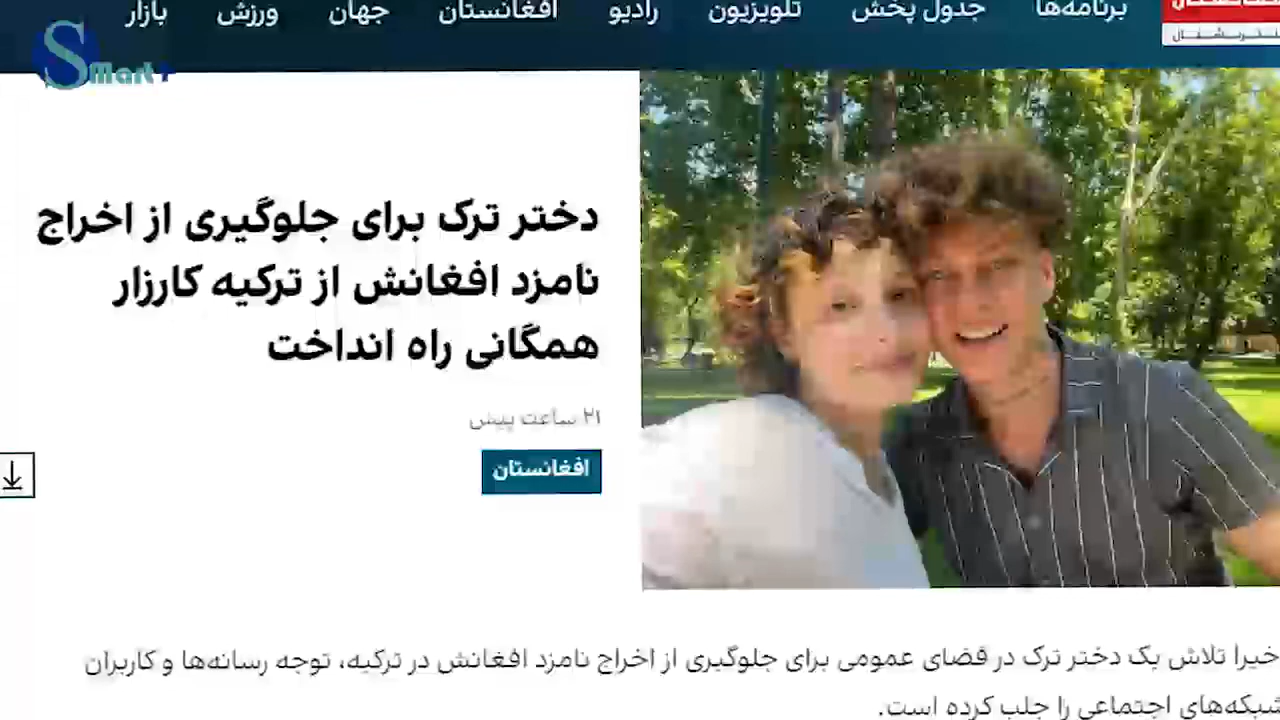 برنامه‌ها جدول پخش تلویزیون رادیو افغانستان جهان ورزش بازار
Smart+
دختر ترک برای جلوگیری از اخراج
نامزد افغانش از ترکیه کارزار
همگانی راه انداخت
۲۱ ساعت پیش
افغانستان
خیرا تلاش یک دختر ترک در فضای عمومی برای جلوگیری از اخراج نامزد افغانش در ترکیه، توجه رسانه‌ها و کاربران
شبکه‌های اجتماعی را جلب کرده است.